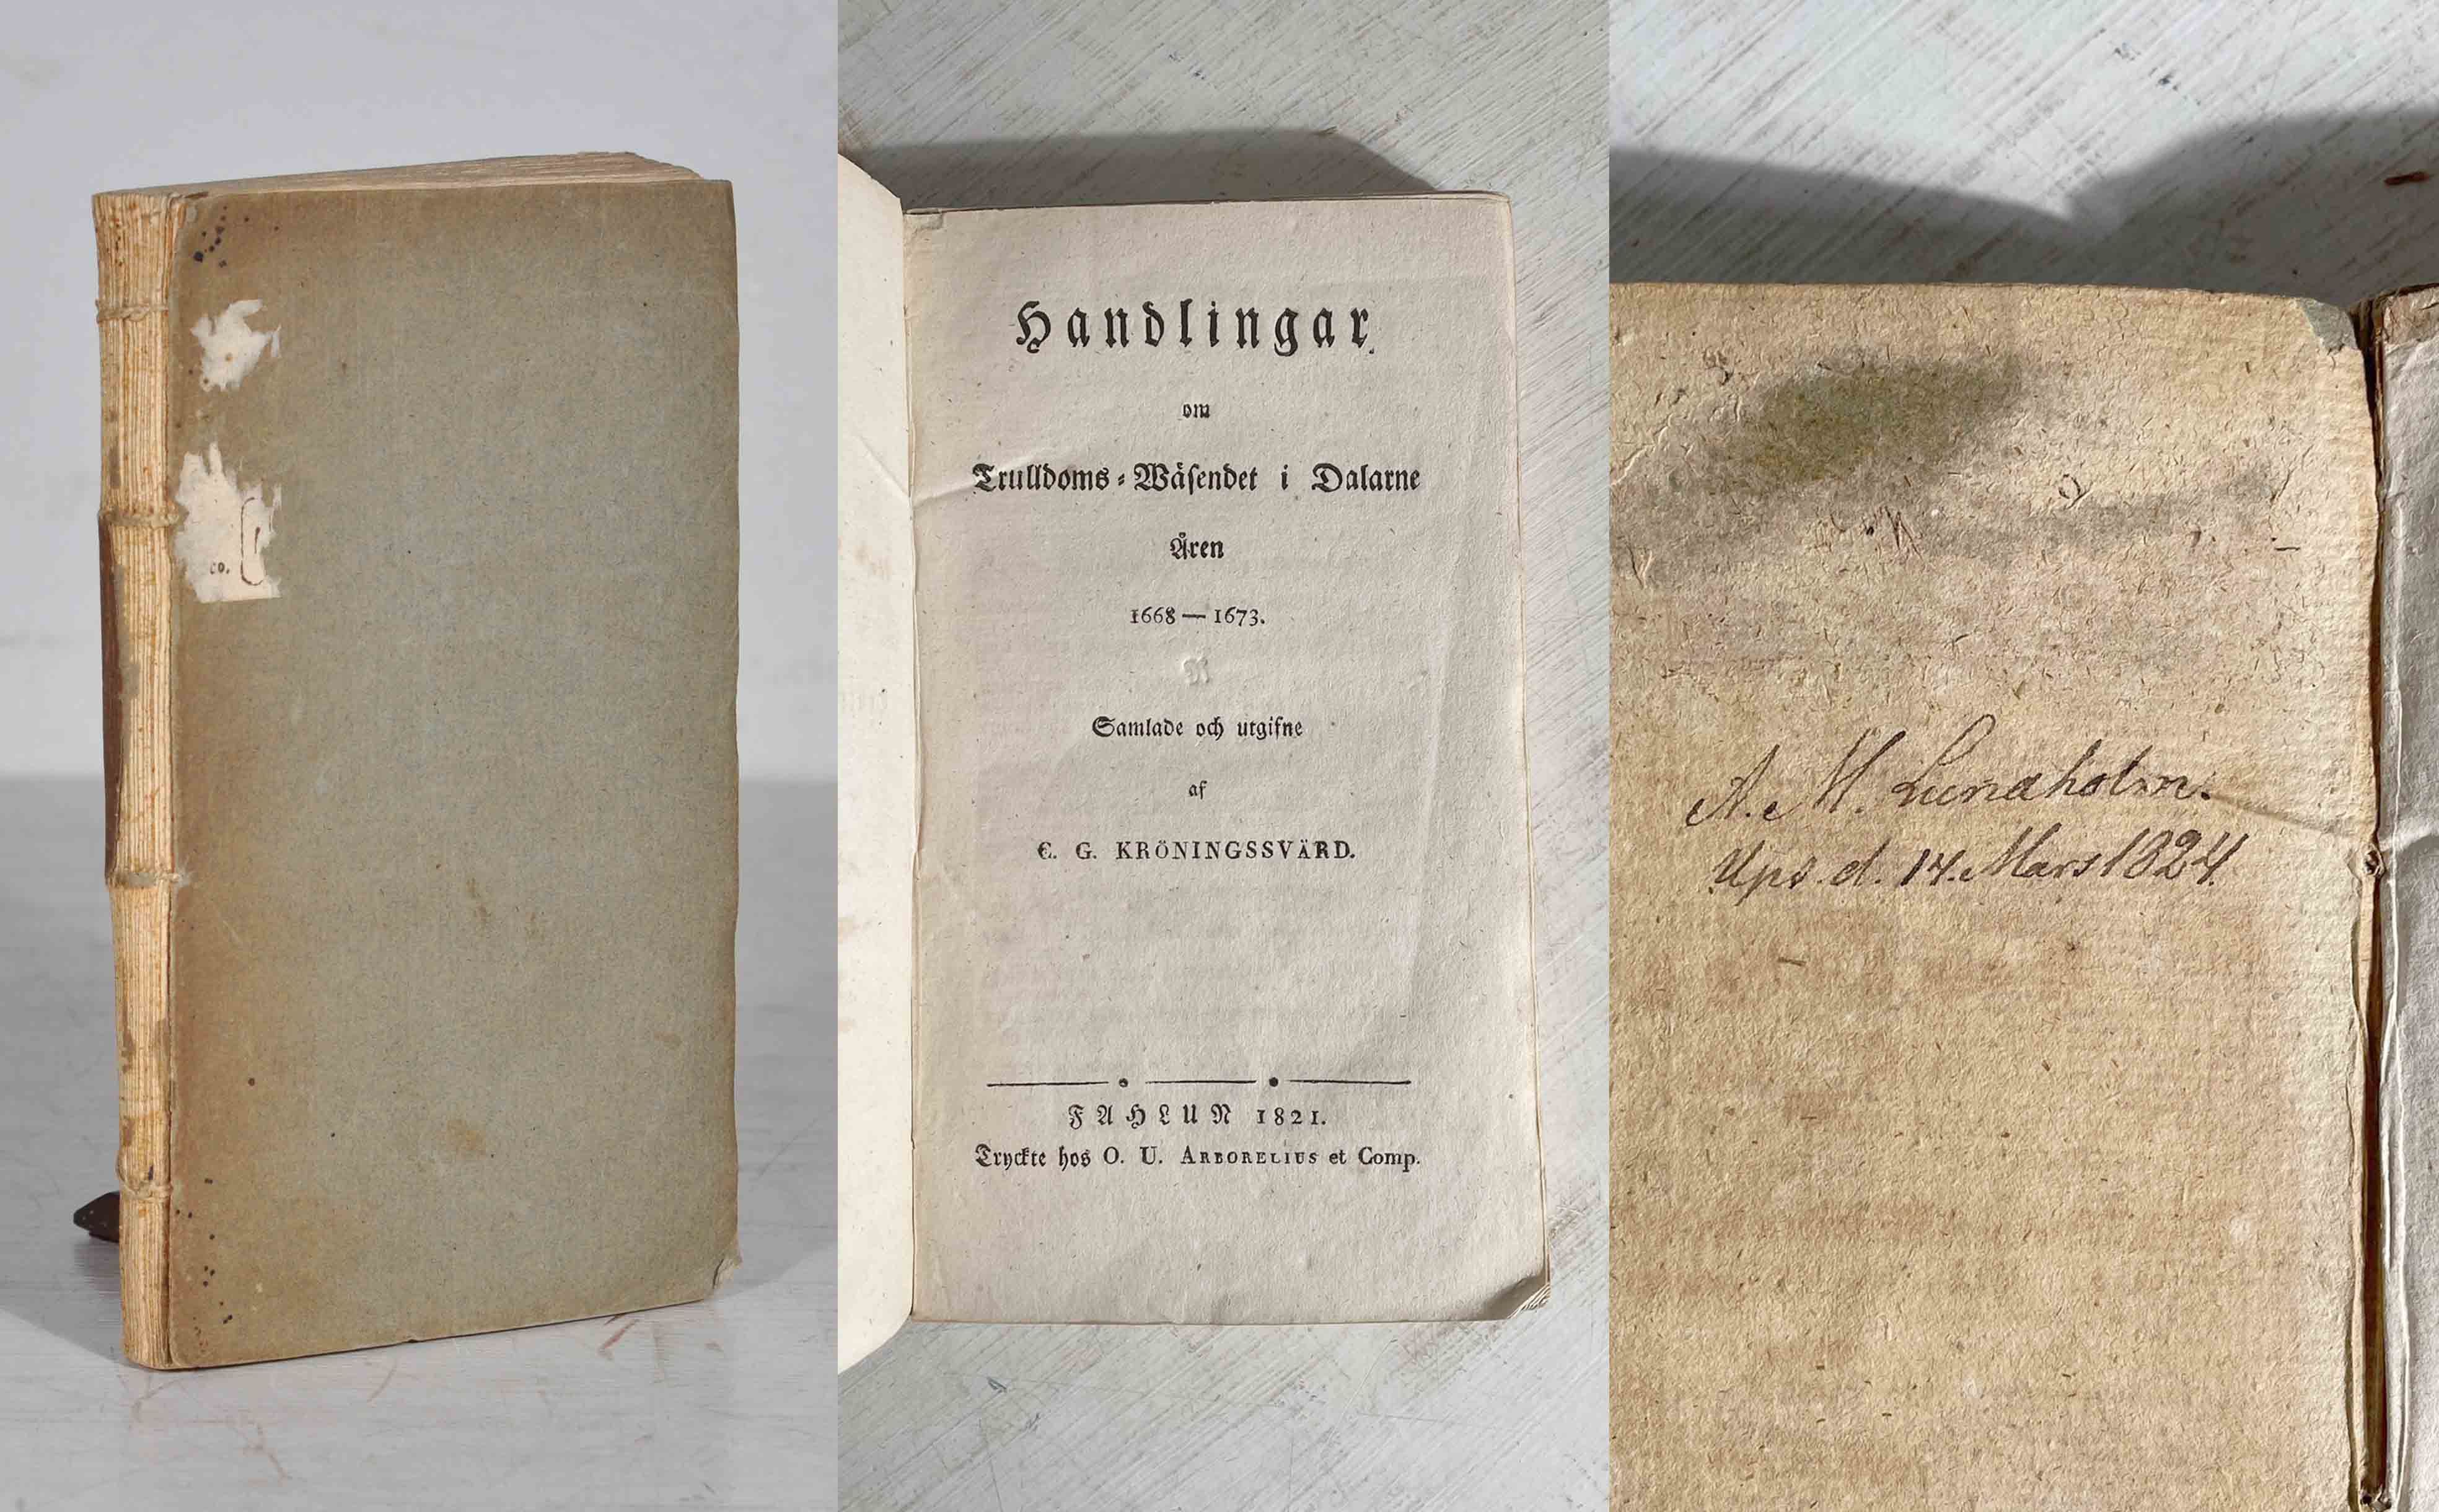 co.
Handlingar
om
Trulldoms-Wäsendet i Dalarne
Åren
1668 — 1673.
Samlade och utgifne
af
C. G. KRÖNINGSSVÄRD.
FAHLUN 1821.
Tryckte hos O. U. ARBORELIUS et Comp.
A. M. Lundholm.
Ups. d. 14. Mars 1824.